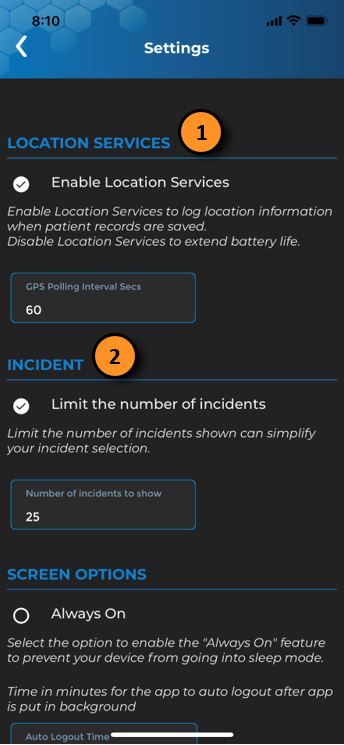 8:10
Settings
LOCATION SERVICES
1
Enable Location Services
Enable Location Services to log location information
when patient records are saved.
Disable Location Services to extend battery life.
GPS Polling Interval Secs
60
INCIDENT
2
Limit the number of incidents
Limit the number of incidents shown can simplify
your incident selection.
Number of incidents to show
25
SCREEN OPTIONS
Always On
Select the option to enable the "Always On" feature
to prevent your device from going into sleep mode.
Time in minutes for the app to auto logout after app
is put in background
Auto Logout Time